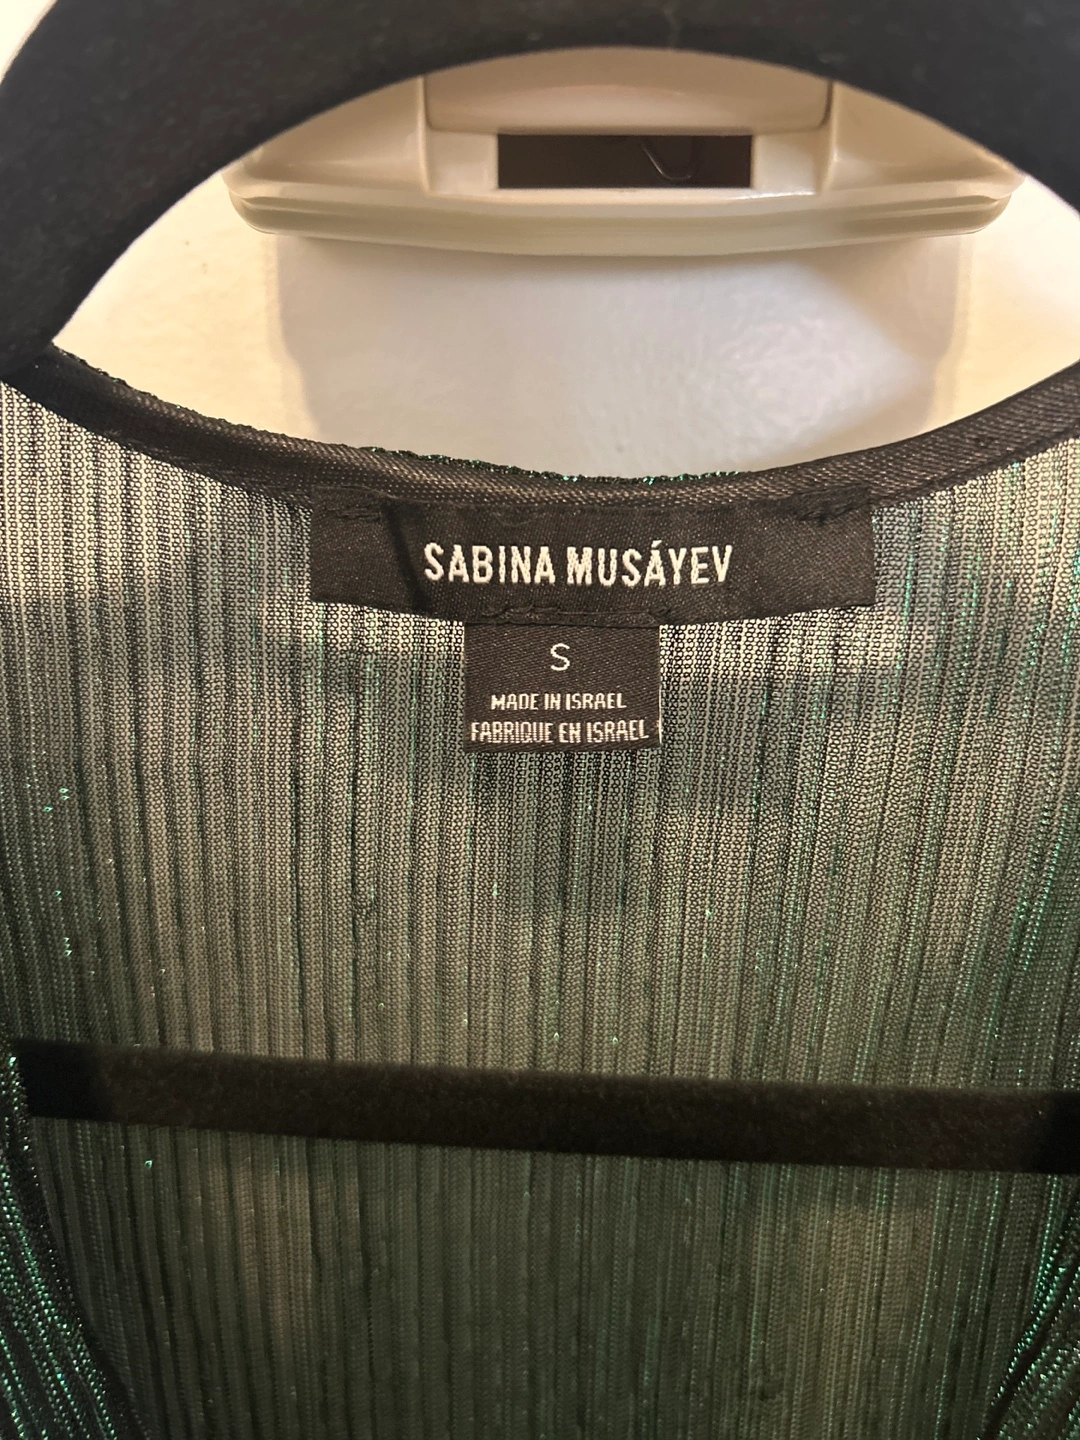 SABINA MUSÁYEV
S
MADE IN ISRAEL
FABRIQUE EN ISRAEL